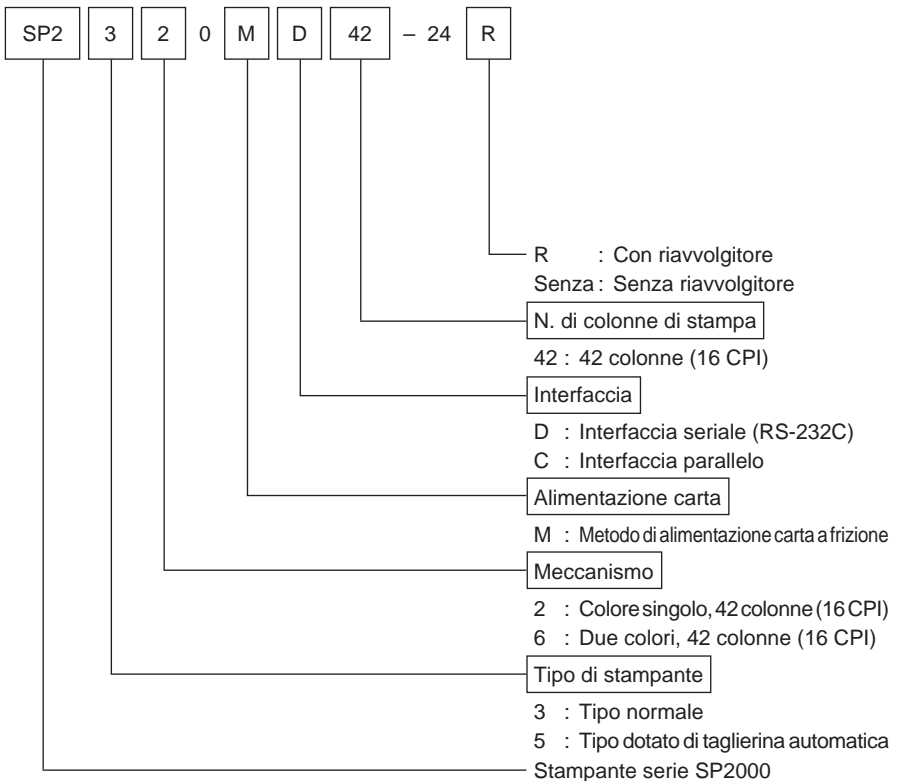 SP2 3 2 0 M D 42 – 24 R
R : Con riavvolgitore
Senza : Senza riavvolgitore
N. di colonne di stampa
42 : 42 colonne (16 CPI)
Interfaccia
D : Interfaccia seriale (RS-232C)
C : Interfaccia parallelo
Alimentazione carta
M : Metodo di alimentazione carta a frizione
Meccanismo
2 : Colore singolo, 42 colonne (16 CPI)
6 : Due colori, 42 colonne (16 CPI)
Tipo di stampante
3 : Tipo normale
5 : Tipo dotato di taglierina automatica
Stampante serie SP2000